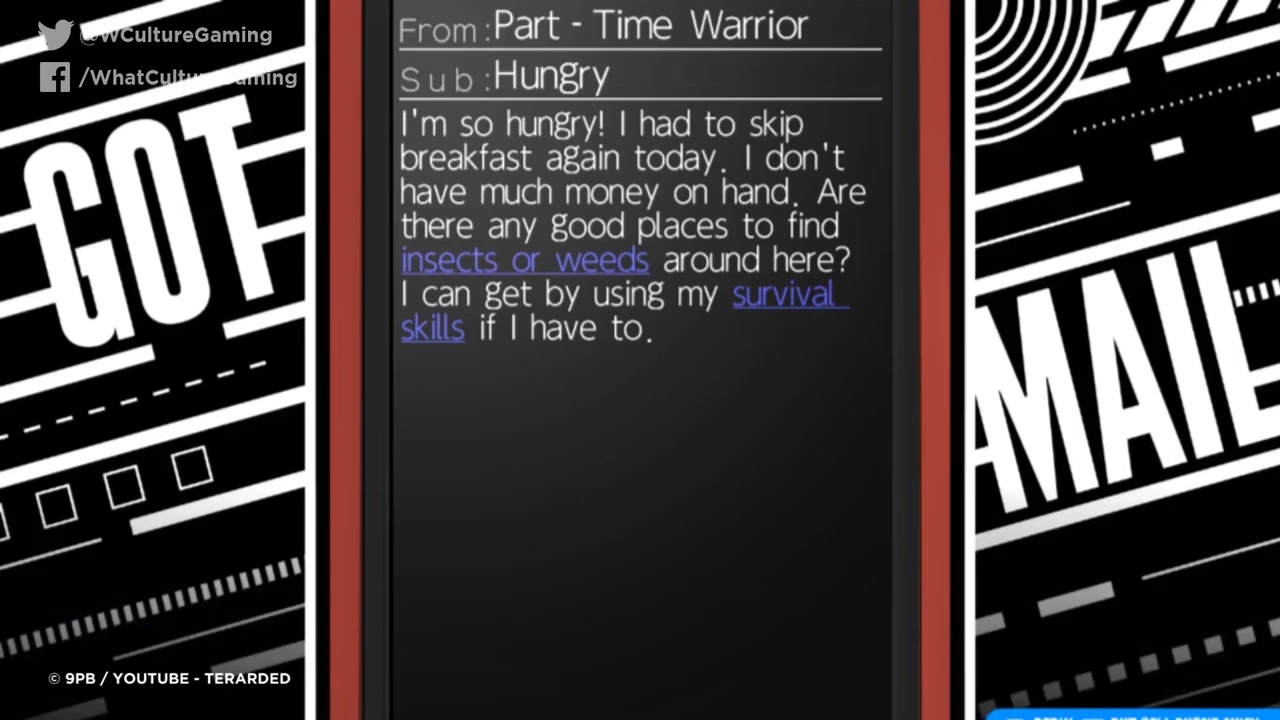 @WCultureGaming
/WhatCultureGaming
GOT
From:Part - Time Warrior
Sub:Hungry
I'm so hungry! I had to skip
breakfast again today. I don't
have much money on hand. Are
there any good places to find
insects or weeds around here?
I can get by using my survival
skills if I have to.
MAIL
© 9PB / YOUTUBE - TERARDED